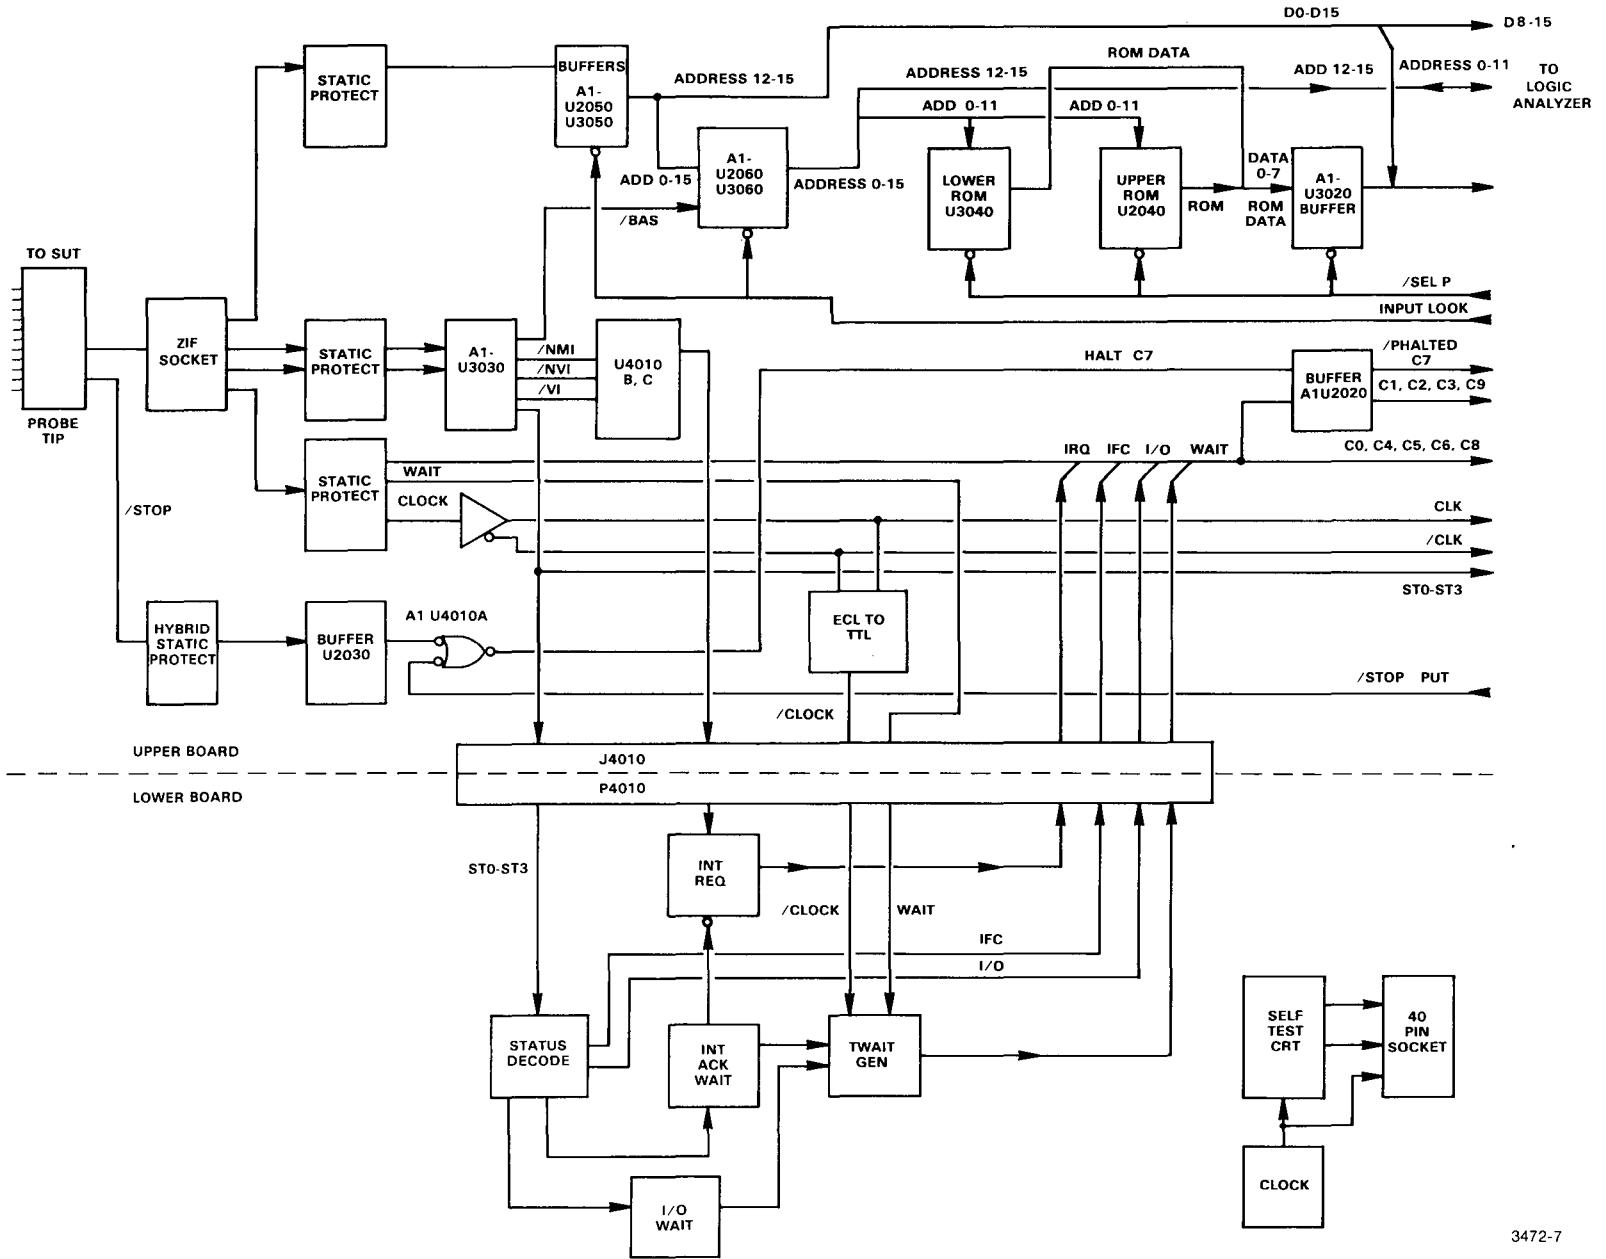 D0-D15
D8-15
ROM DATA
STATIC
PROTECT
BUFFERS
A1-
U2050
U3050
ADDRESS 12-15
ADDRESS 12-15
ADD 12-15
ADDRESS 0-11
TO
LOGIC
ANALYZER
ADD 0-11
ADD 0-11
A1-
U2060
U3060
ADD 0-15
ADDRESS 0-15
/BAS
LOWER
ROM
U3040
UPPER
ROM
U2040
ROM
DATA
0-7
ROM
DATA
A1-
U3020
BUFFER
TO SUT
/SEL P
INPUT LOOK
ZIF
SOCKET
STATIC
PROTECT
A1-
U3030
/NMI
/NVI
/VI
U4010
B, C
HALT C7
BUFFER
A1U2020
/PHALTED
C7
C1, C2, C3, C9
PROBE
TIP
STATIC
PROTECT
WAIT
CLOCK
IRQ
IFC
I/O
WAIT
C0, C4, C5, C6, C8
/STOP
CLK
/CLK
ST0-ST3
HYBRID
STATIC
PROTECT
BUFFER
U2030
A1 U4010A
ECL TO
TTL
/STOP PUT
/CLOCK
UPPER BOARD
J4010
LOWER BOARD
P4010
ST0-ST3
INT
REQ
/CLOCK
WAIT
IFC
I/O
STATUS
DECODE
INT
ACK
WAIT
TWAIT
GEN
SELF
TEST
CRT
40
PIN
SOCKET
I/O
WAIT
CLOCK
3472-7